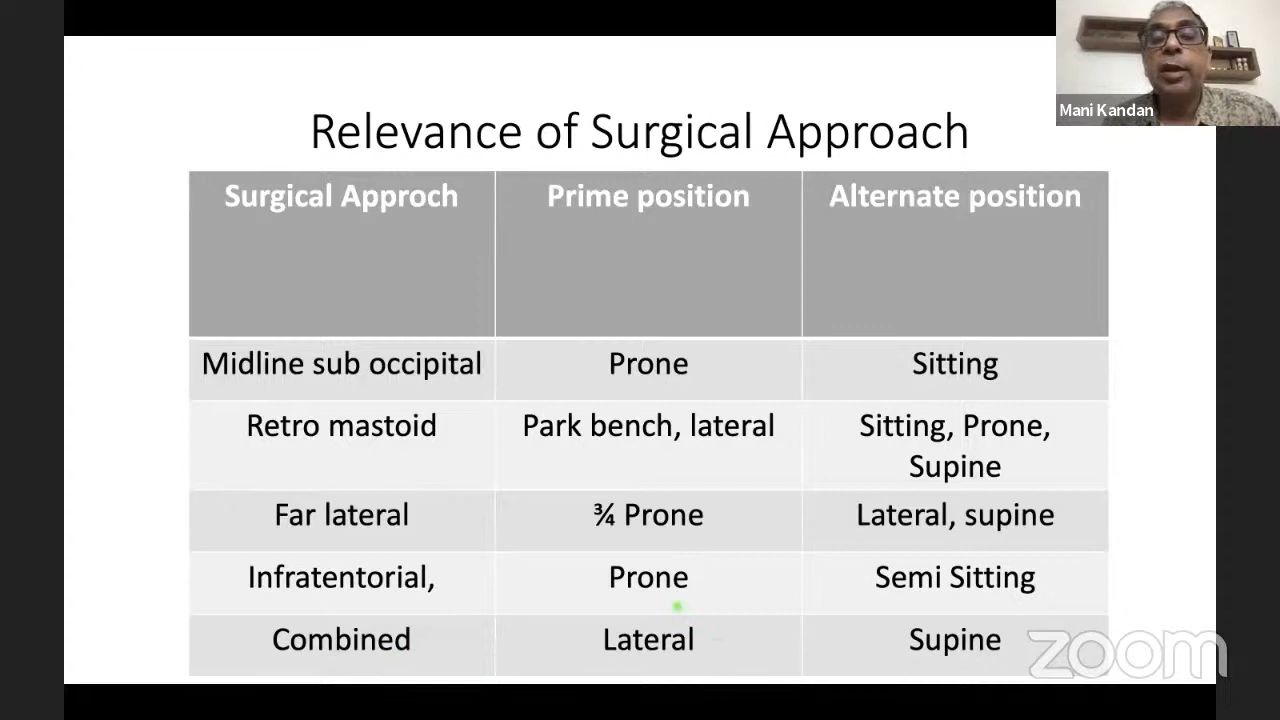 Mani Kandan
Relevance of Surgical Approach
Surgical Approch Prime position Alternate position
Midline sub occipital Prone Sitting
Retro mastoid Park bench, lateral Sitting, Prone,
Supine
Far lateral ¾ Prone Lateral, supine
Infratentorial, Prone Semi Sitting
Combined Lateral Supine
zoom